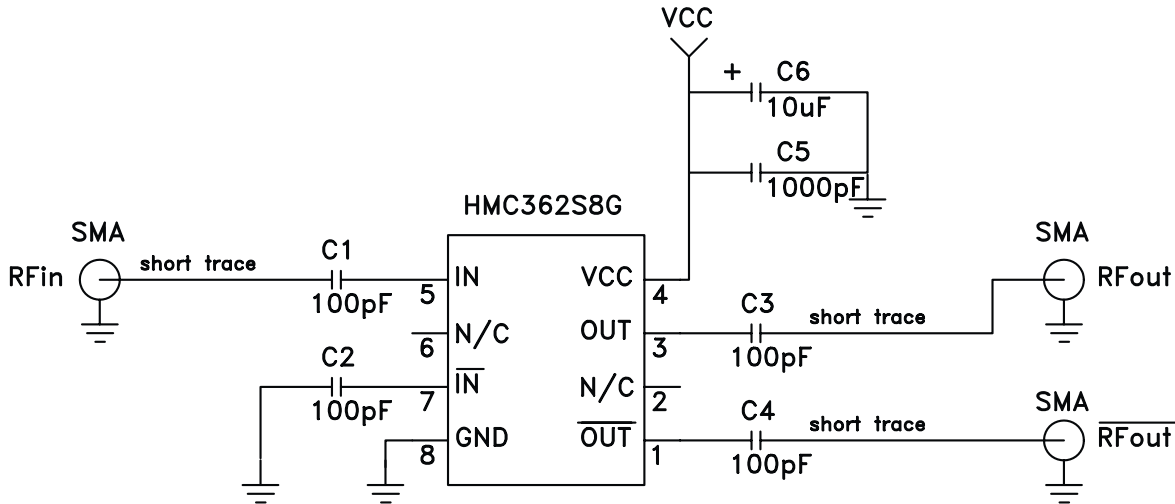 VCC
+ C6
10uF
C5
1000pF
HMC362S8G
SMA
RFin
short trace
C1
100pF
5
IN
VCC
4
SMA
RFout
6
N/C
OUT
3
C3
100pF
short trace
C2
100pF
7
IN
N/C
2
8
GND
OUT
1
C4
100pF
short trace
SMA
RFout